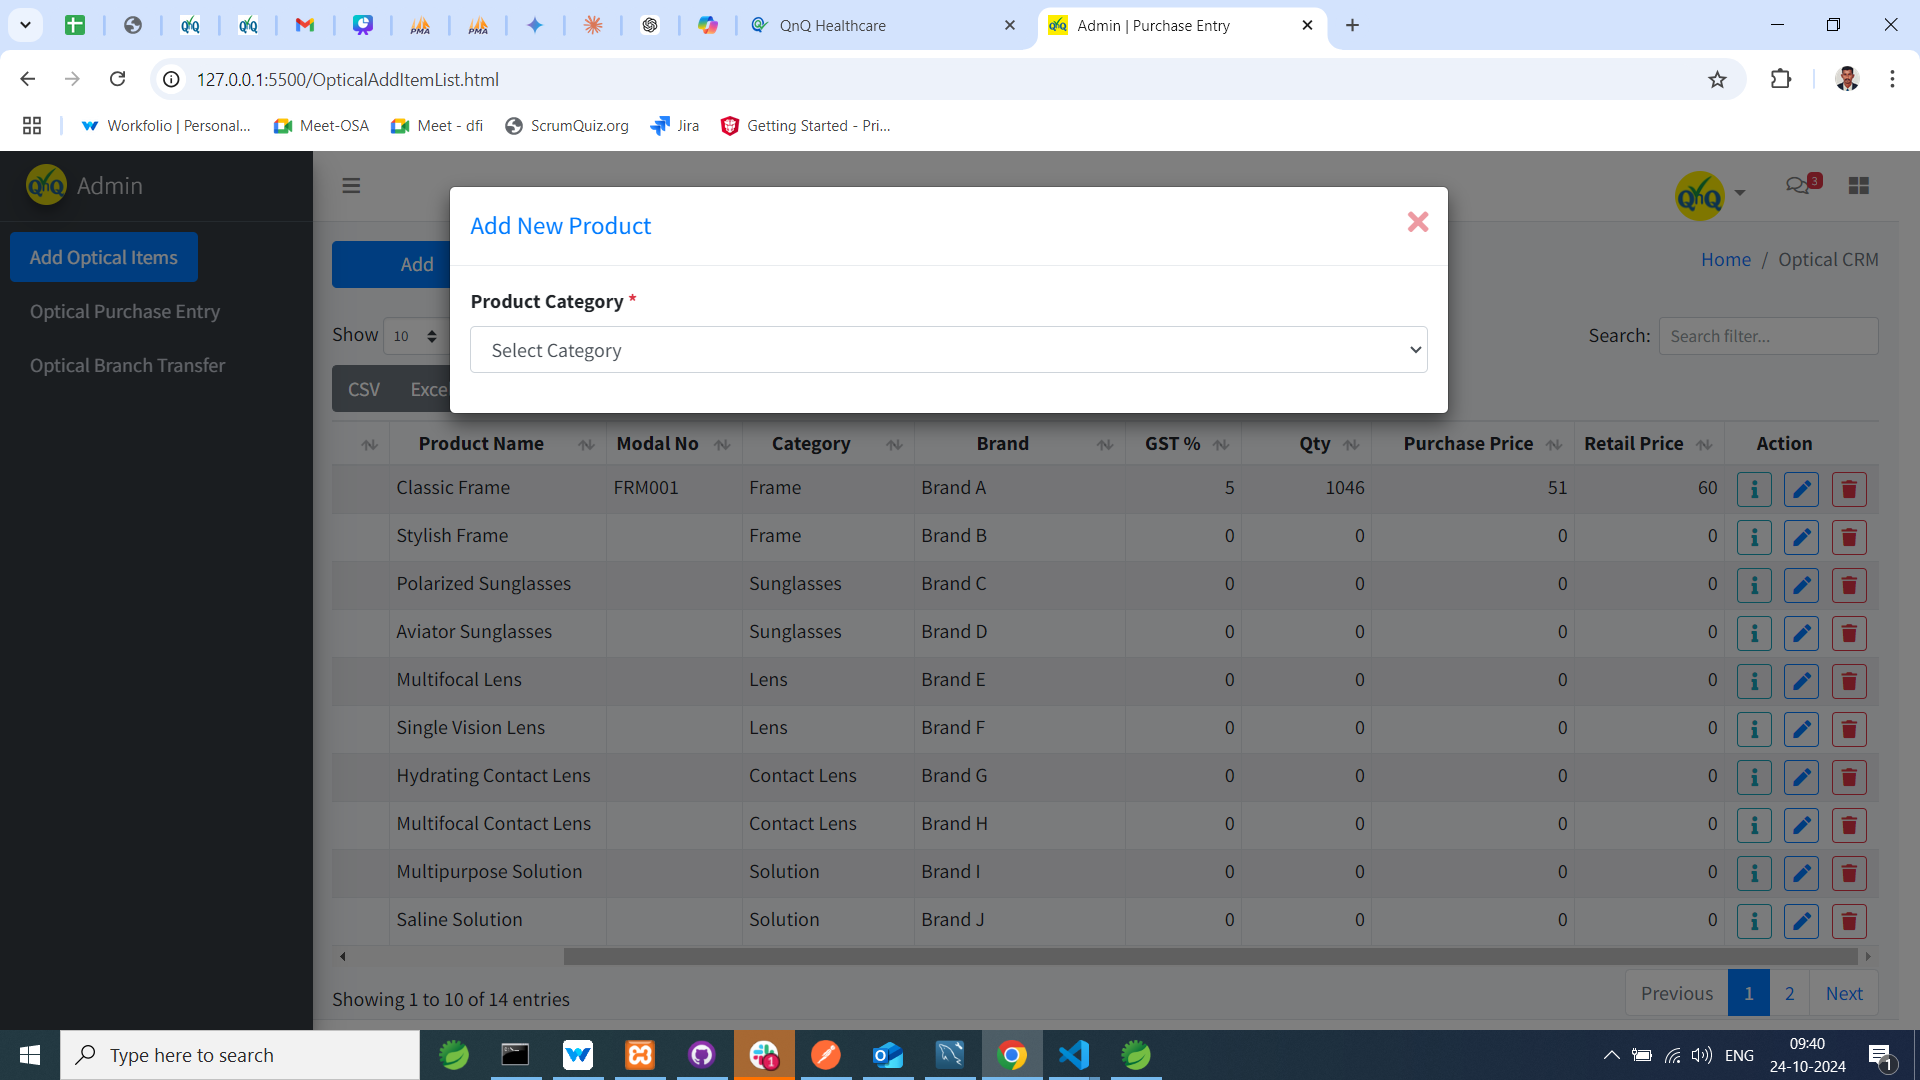 QnQ Healthcare
Admin | Purchase Entry
127.0.0.1:5500/OpticalAddItemList.html
Workfolio | Personal...
Meet-OSA
Meet - dfi
ScrumQuiz.org
Jira
Getting Started - Pri...
QnQ Admin
QnQ
3
Add New Product
Add Optical Items
Add
Home / Optical CRM
Product Category *
Optical Purchase Entry
Show 10
Select Category
Search: Search filter...
Optical Branch Transfer
CSV Excel
Product Name Modal No Category Brand GST % Qty Purchase Price Retail Price Action
Classic Frame FRM001 Frame Brand A 5 1046 51 60
Stylish Frame Frame Brand B 0 0 0 0
Polarized Sunglasses Sunglasses Brand C 0 0 0 0
Aviator Sunglasses Sunglasses Brand D 0 0 0 0
Multifocal Lens Lens Brand E 0 0 0 0
Single Vision Lens Lens Brand F 0 0 0 0
Hydrating Contact Lens Contact Lens Brand G 0 0 0 0
Multifocal Contact Lens Contact Lens Brand H 0 0 0 0
Multipurpose Solution Solution Brand I 0 0 0 0
Saline Solution Solution Brand J 0 0 0 0
Showing 1 to 10 of 14 entries
Previous 1 2 Next
Type here to search
1
ENG
09:40
24-10-2024
1